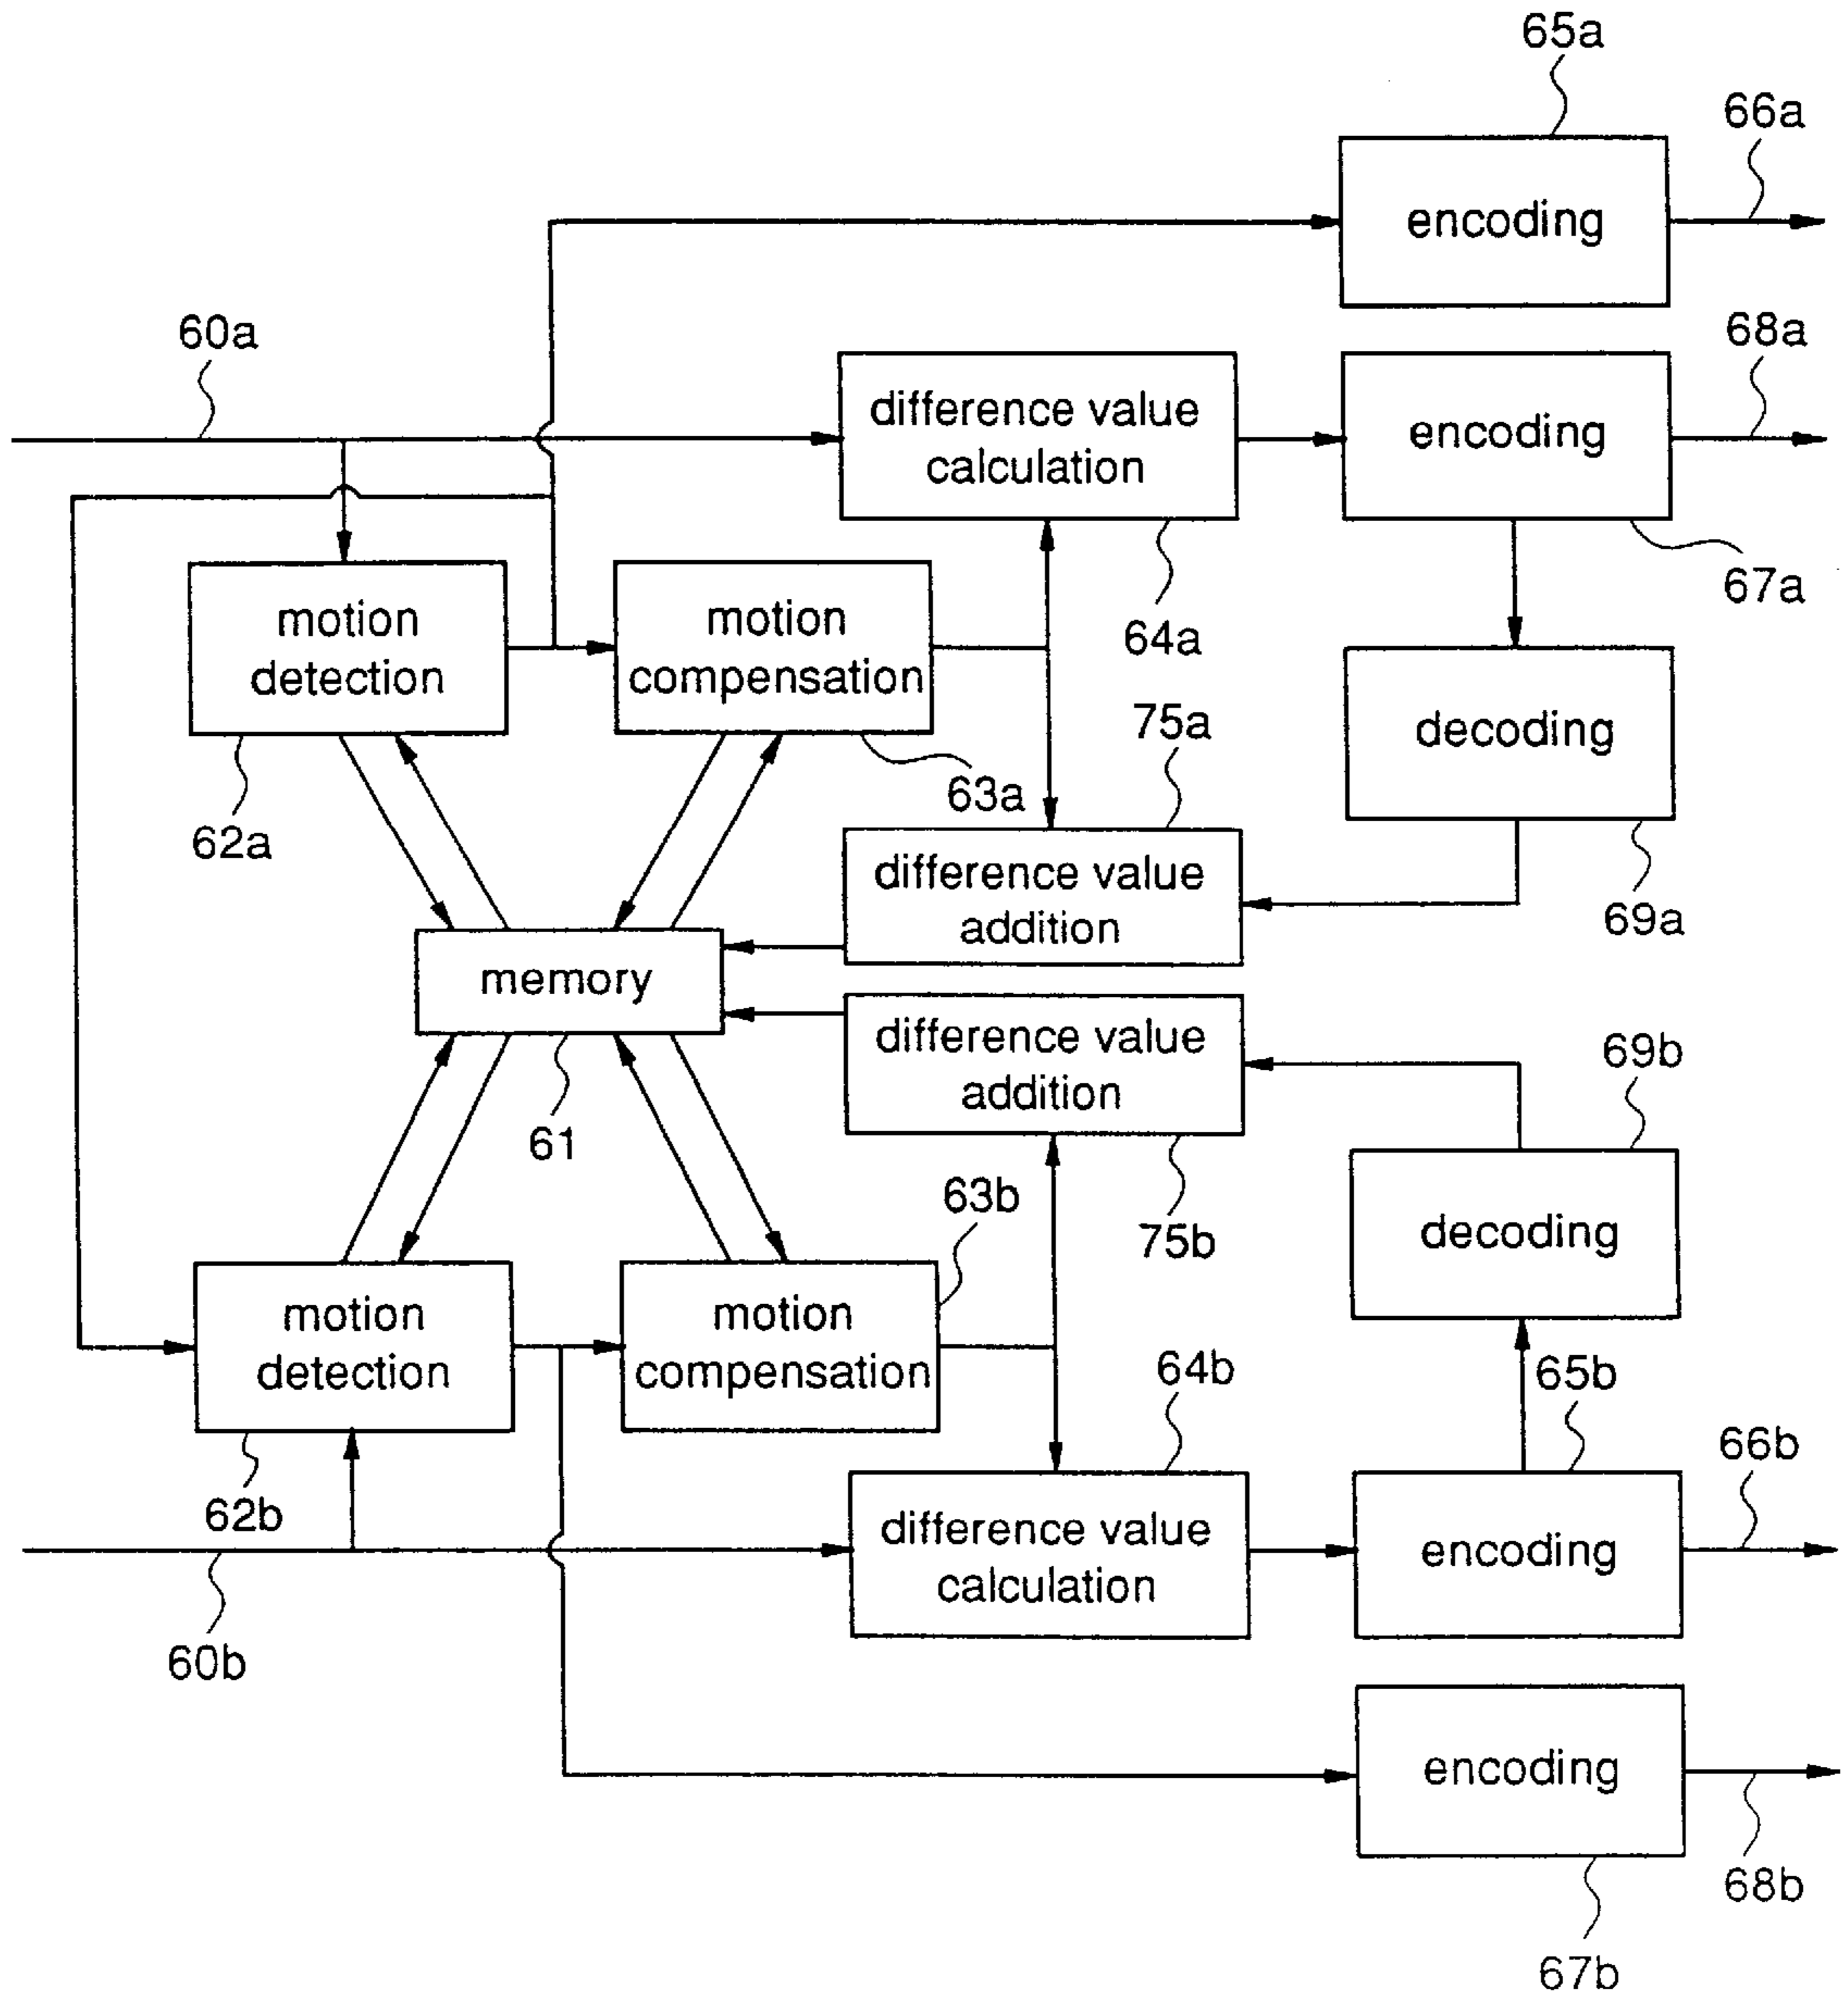 65a
66a
encoding
60a
68a
difference value
calculation
encoding
67a
motion
detection
motion
compensation
64a
75a
decoding
63a
62a
difference value
addition
69a
memory
difference value
addition
69b
61
63b
75b
decoding
motion
detection
motion
compensation
64b
65b
66b
62b
difference value
calculation
encoding
60b
encoding
68b
67b